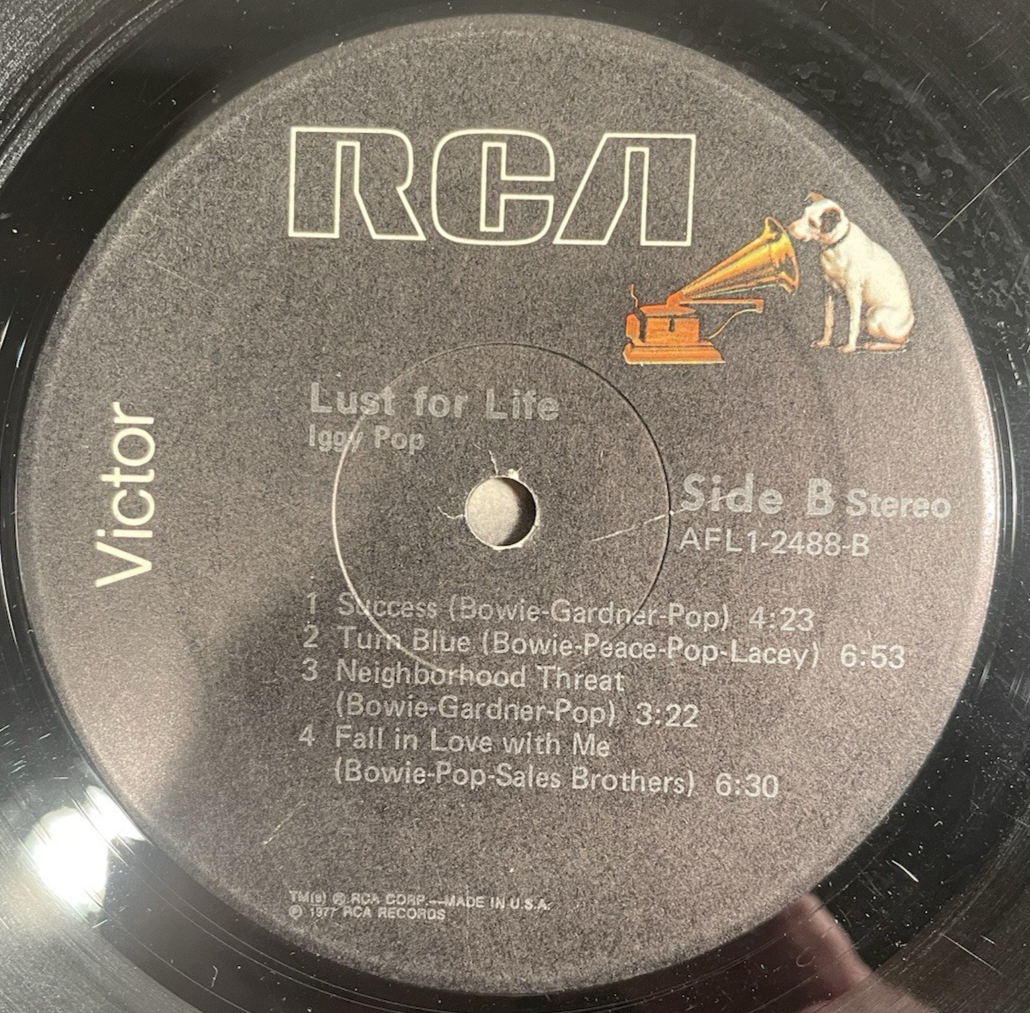 RCA
Victor
Lust for Life
Iggy Pop
Side B Stereo
AFL1-2488-B
1 Success (Bowie-Gardner-Pop) 4:23
2 Turn Blue (Bowie-Peace-Pop-Lacey) 6:53
3 Neighborhood Threat
(Bowie-Gardner-Pop) 3:22
4 Fall in Love with Me
(Bowie-Pop-Sales Brothers) 6:30
TM(s) ® RCA CORP.—MADE IN U.S.A.
℗ 1977 RCA RECORDS